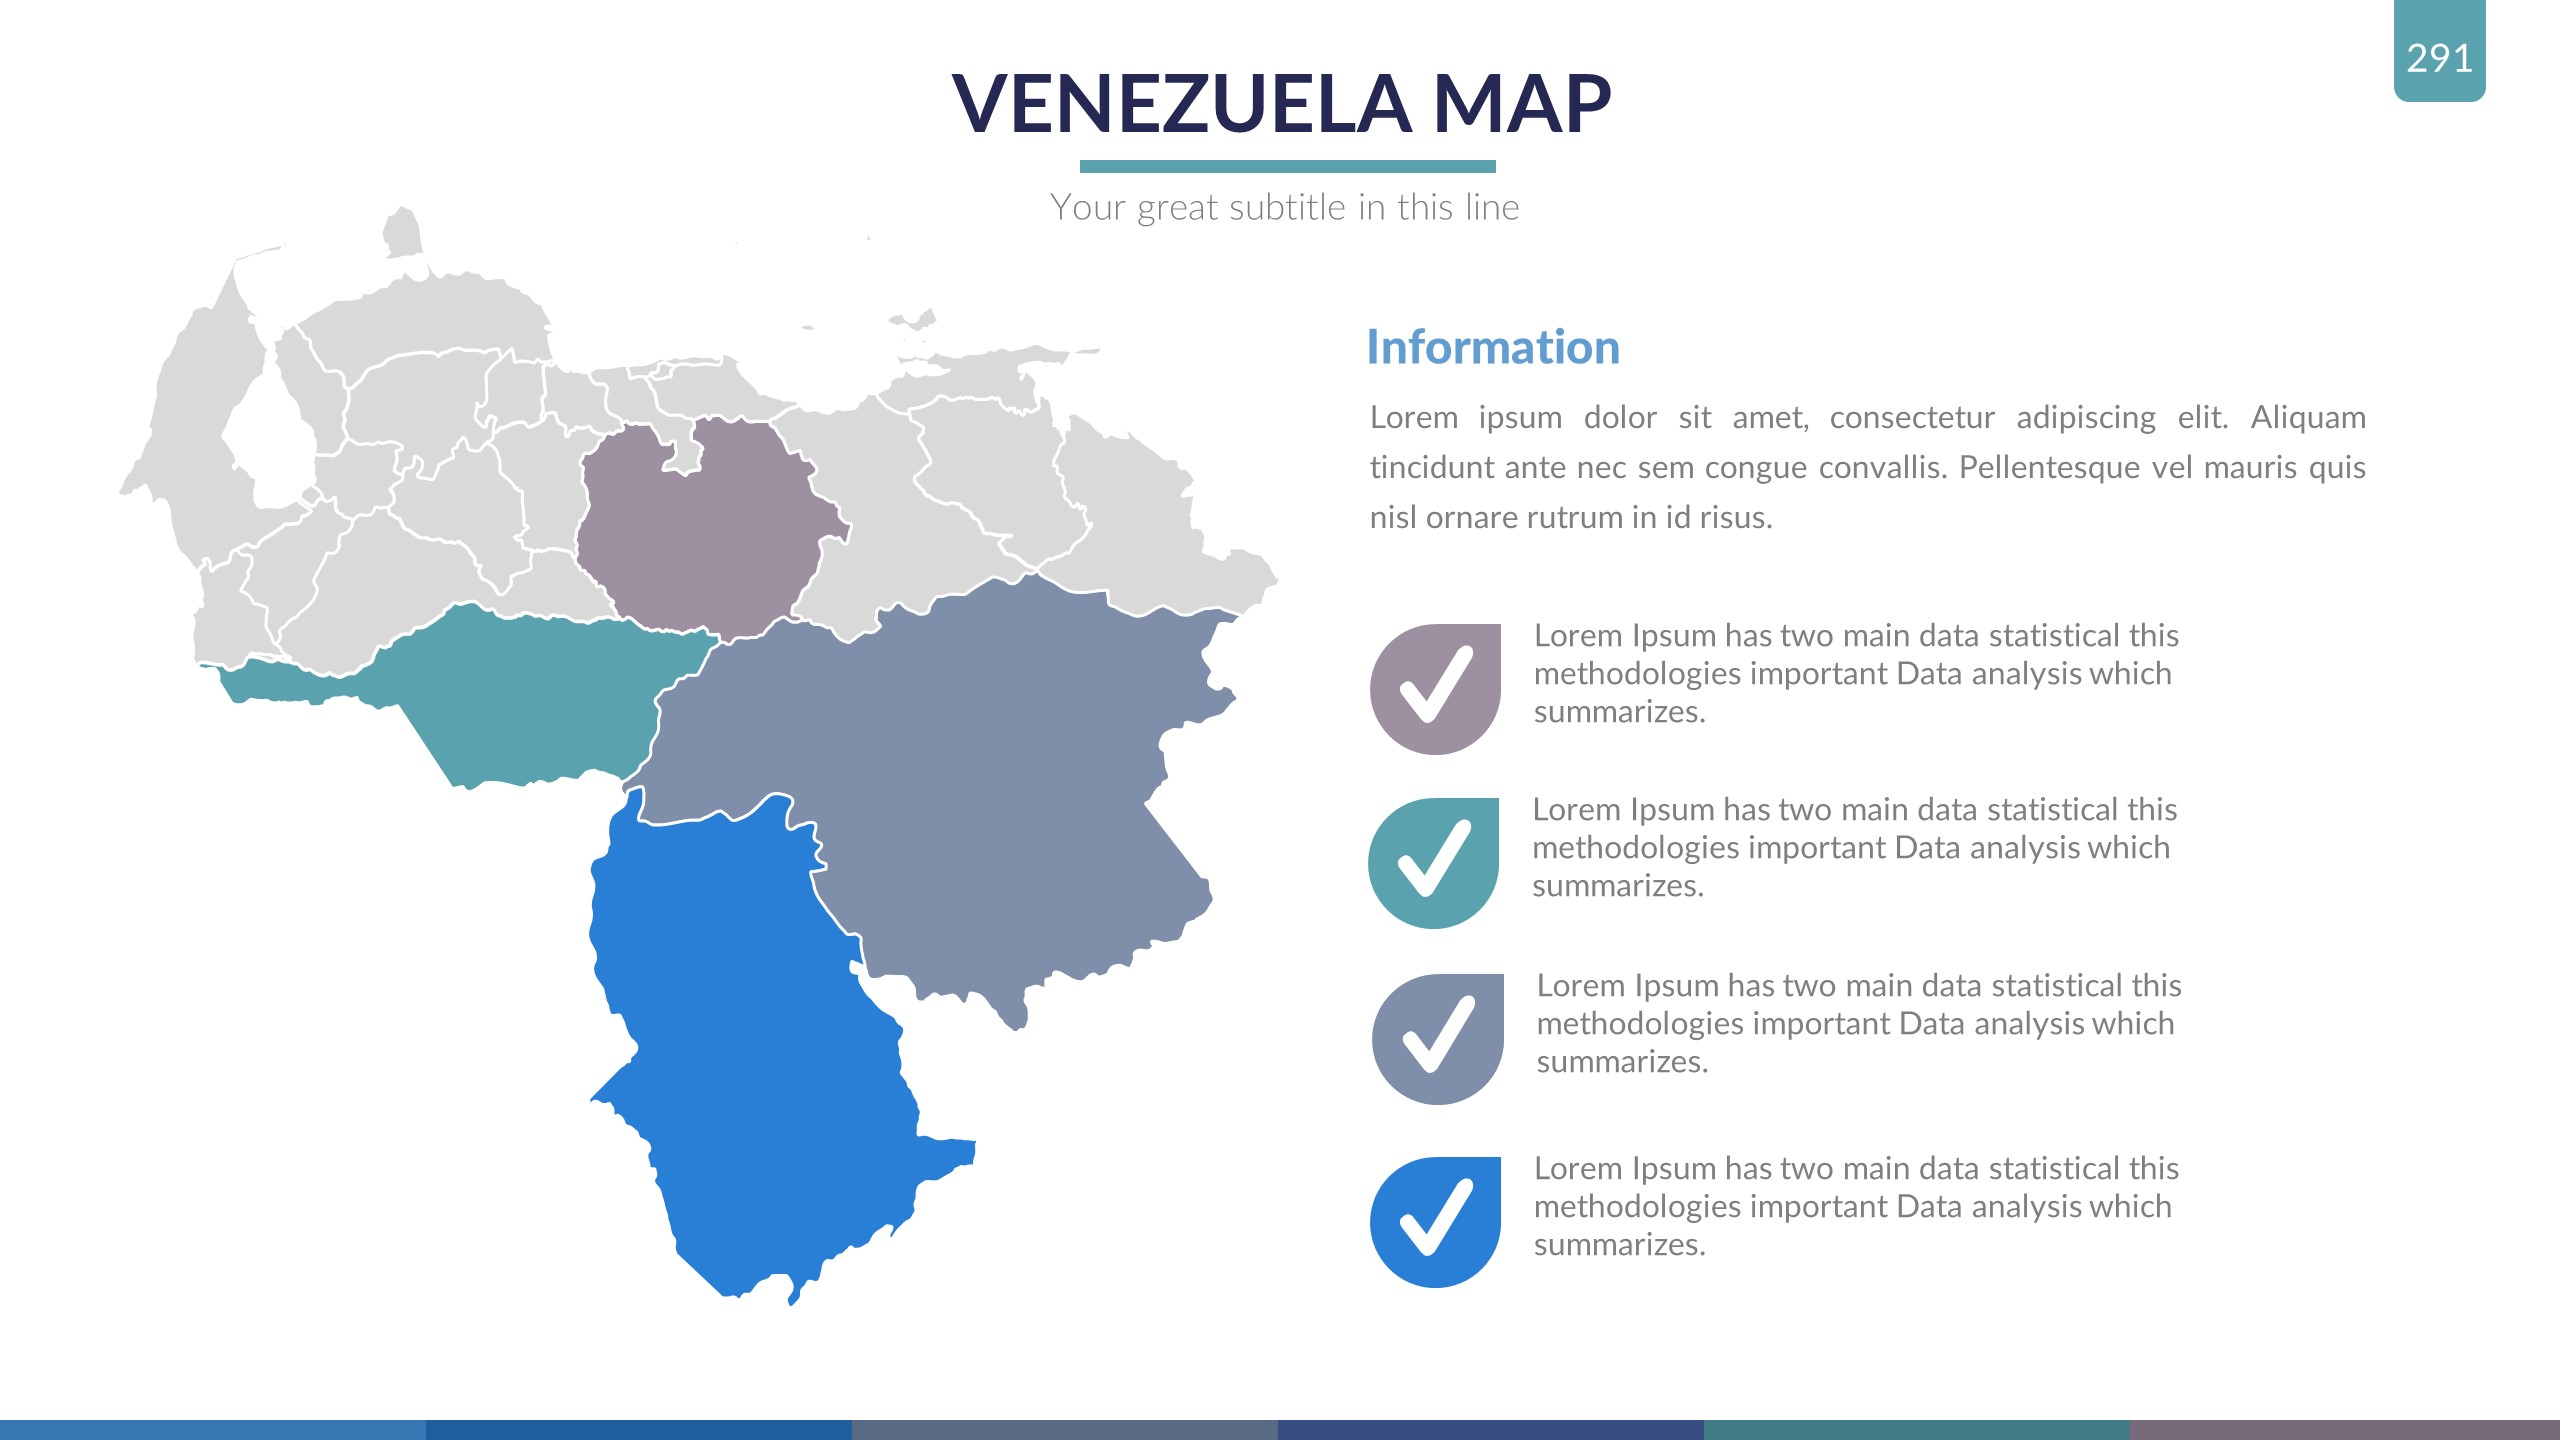 291
VENEZUELA MAP
Your great subtitle in this line
Information
Lorem ipsum dolor sit amet, consectetur adipiscing elit. Aliquam
tincidunt ante nec sem congue convallis. Pellentesque vel mauris quis
nisl ornare rutrum in id risus.
Lorem Ipsum has two main data statistical this
methodologies important Data analysis which
summarizes.
Lorem Ipsum has two main data statistical this
methodologies important Data analysis which
summarizes.
Lorem Ipsum has two main data statistical this
methodologies important Data analysis which
summarizes.
Lorem Ipsum has two main data statistical this
methodologies important Data analysis which
summarizes.